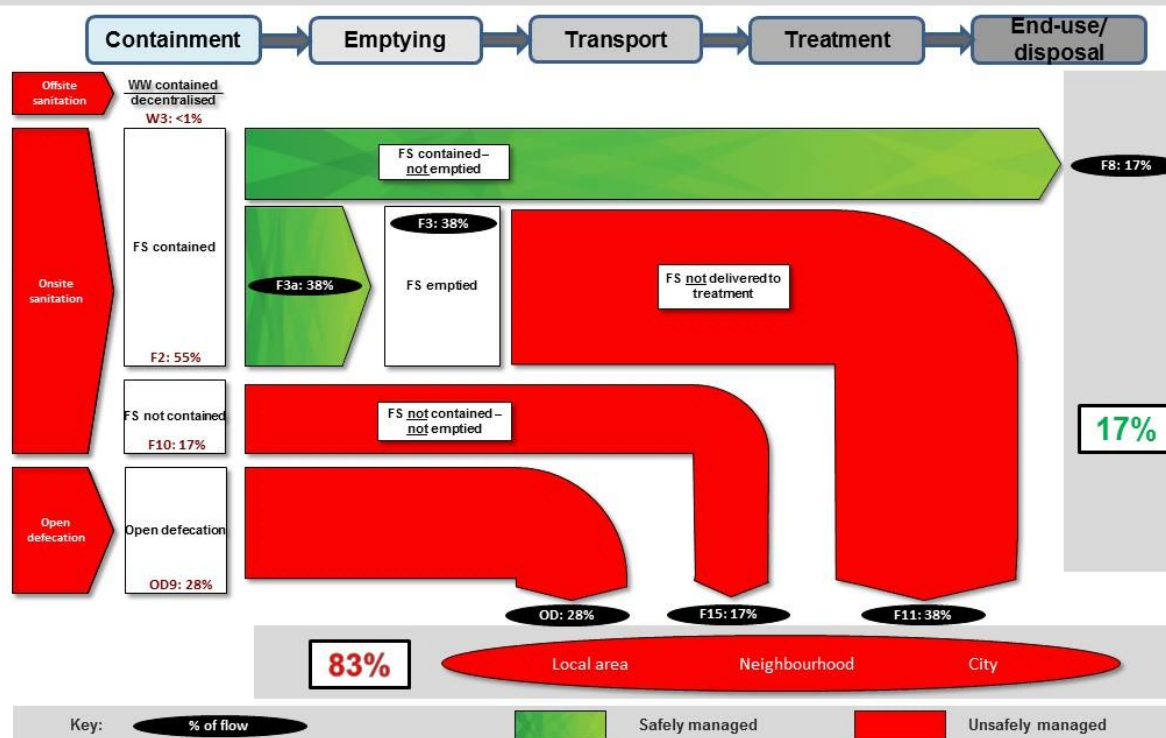 Containment
Emptying
Transport
Treatment
End-use/
disposal
Offsite
sanitation
WW contained
decentralised
W3: <1%
FS contained–
not emptied
F8: 17%
F3: 38%
FS contained
F3a: 38%
FS emptied
FS not delivered to
treatment
Onsite
sanitation
F2: 55%
FS not contained
F10: 17%
FS not contained –
not emptied
17%
Open
defecation
Open defecation
OD9: 28%
OD: 28%
F15: 17%
F11: 38%
83%
Local area
Neighbourhood
City
Key:
% of flow
Safely managed
Unsafely managed